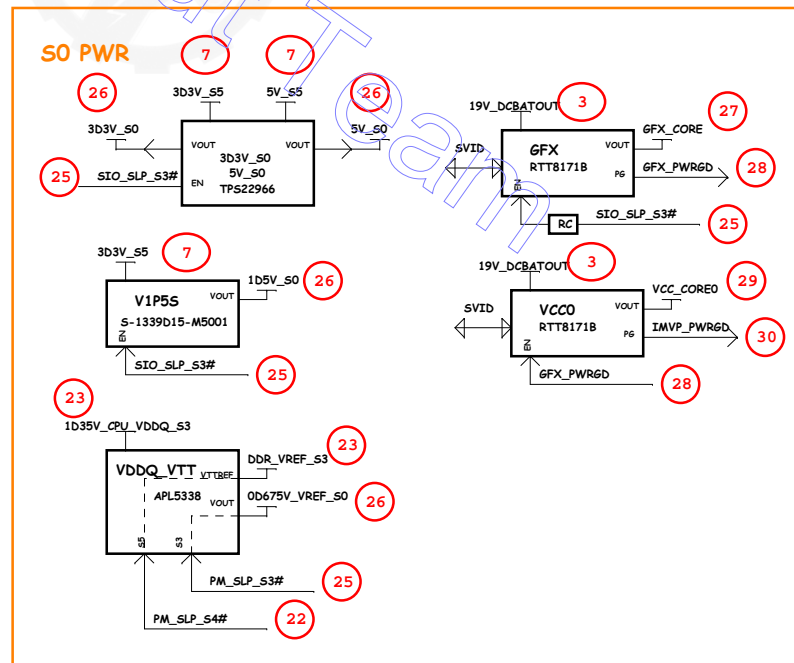 S0 PWR
7
7
26
3D3V_S5
5V_S5
26
3D3V_S0
5V_S0
VOUT
VOUT
3D3V_S0
5V_S0
TPS22966
25
SIO_SLP_S3#
EN
3
19V_DCBATOUT
27
GFX_CORE
SVID
GFX
VOUT
RTT8171B
PG
GFX_PWRGD
28
EN
RC
SIO_SLP_S3#
25
3D3V_S5
7
V1P5S
VOUT
1D5V_S0
26
S-1339D15-M5001
EN
SIO_SLP_S3#
25
19V_DCBATOUT
3
29
VCC_CORE0
SVID
VCC0
VOUT
RTT8171B
PG
IMVP_PWRGD
30
EN
GFX_PWRGD
28
23
1D35V_CPU_VDDQ_S3
VDDQ_VTT
VTTREF
DDR_VREF_S3
23
APL5338
VOUT
0D675V_VREF_S0
26
S5
S3
PM_SLP_S3#
25
PM_SLP_S4#
22
Team